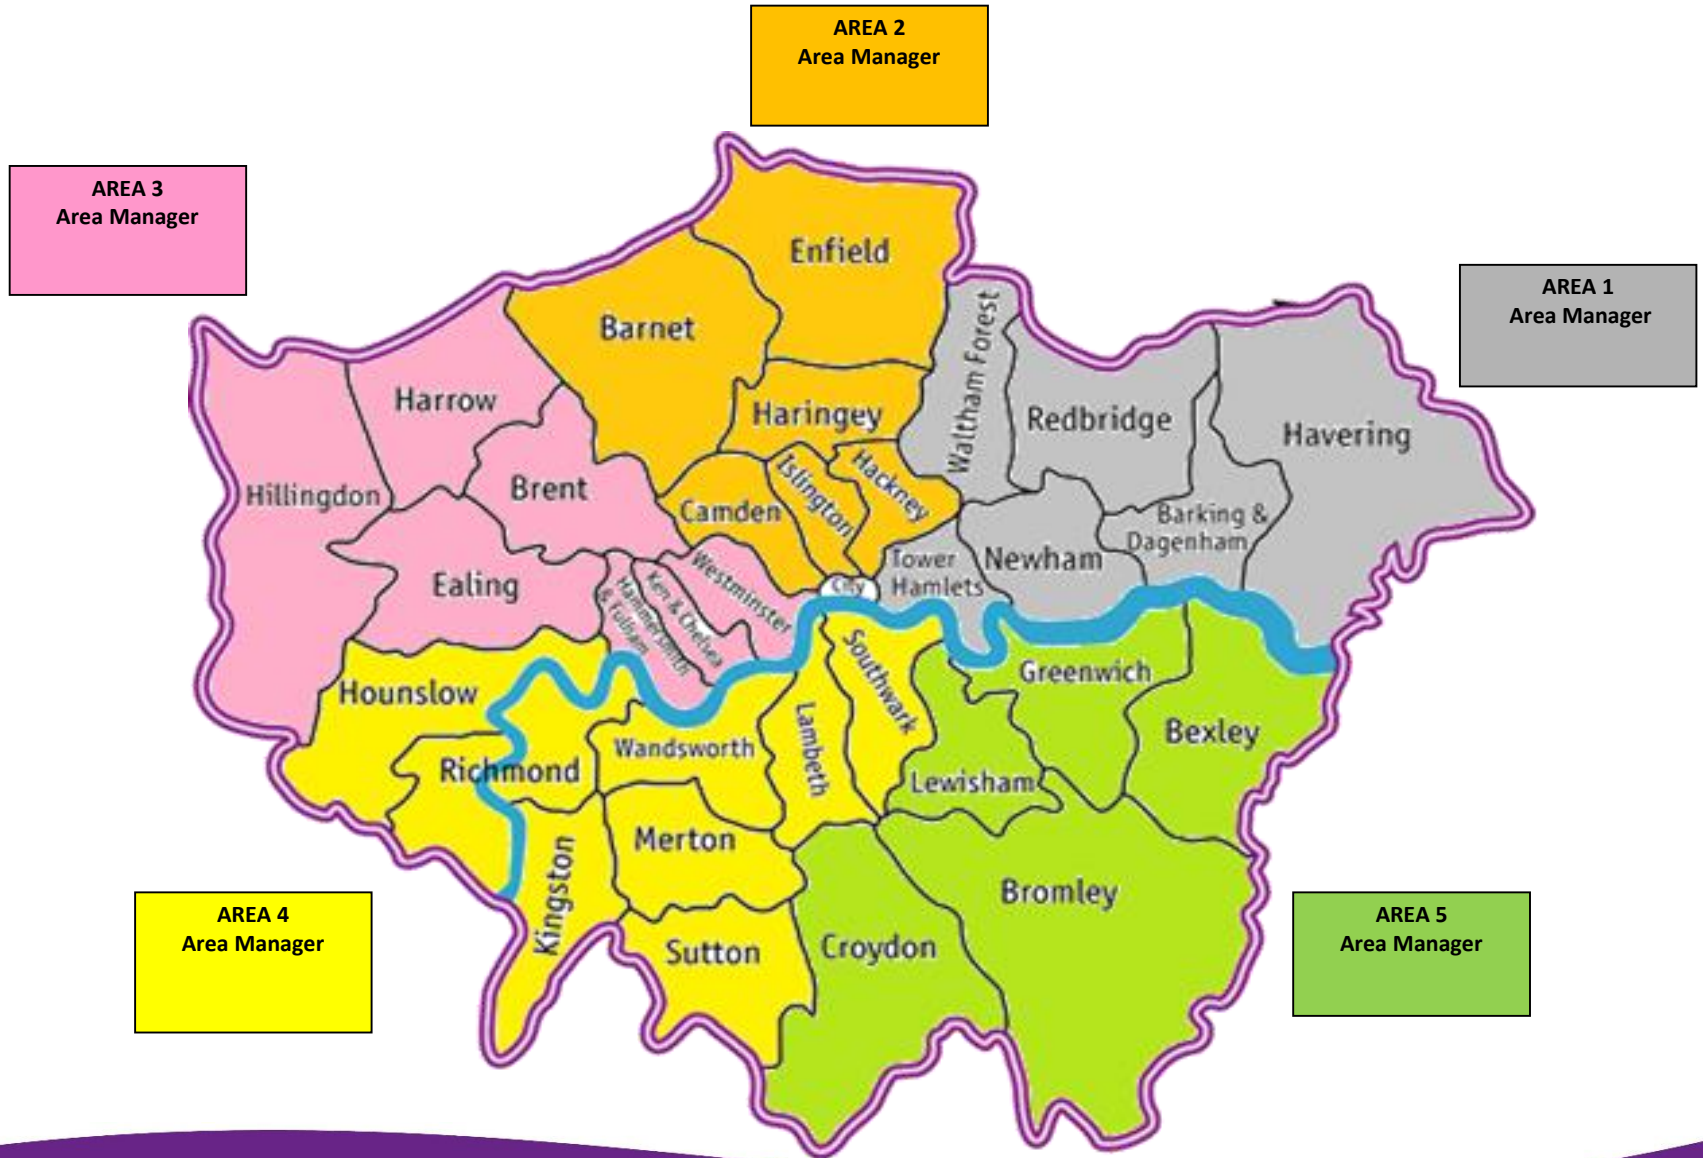 AREA 2
Area Manager
AREA 3
Area Manager
AREA 1
Area Manager
Enfield
Barnet
Waltham Forest
Harrow
Haringey
Redbridge
Havering
Hillingdon
Brent
Camden
Islington
Hackney
Barking &
Dagenham
Ealing
Tower
Hamlets
Newham
City
Westminster
Ken & Chelsea
Hammersmith
& Fulham
Hounslow
Southwark
Greenwich
Richmond
Wandsworth
Lambeth
Lewisham
Bexley
Merton
Kingston
Bromley
Sutton
Croydon
AREA 4
Area Manager
AREA 5
Area Manager